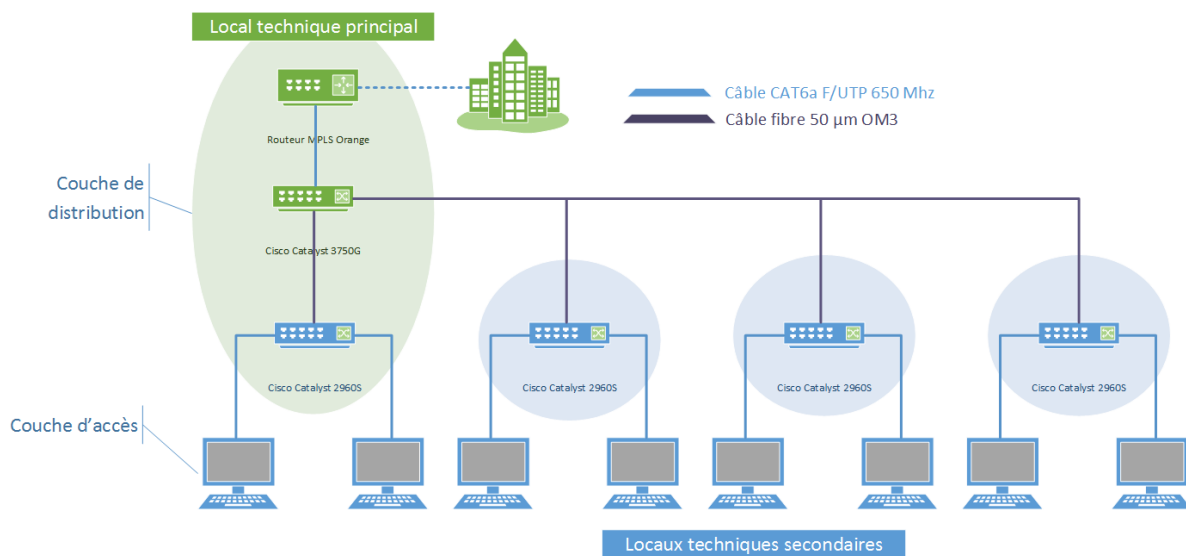 Local technique principal
Câble CAT6a F/UTP 650 Mhz
Câble fibre 50 µm OM3
Routeur MPLS Orange
Couche de
distribution
Cisco Catalyst 3750G
Cisco Catalyst 2960S
Cisco Catalyst 2960S
Cisco Catalyst 2960S
Cisco Catalyst 2960S
Couche d’accès
Locaux techniques secondaires